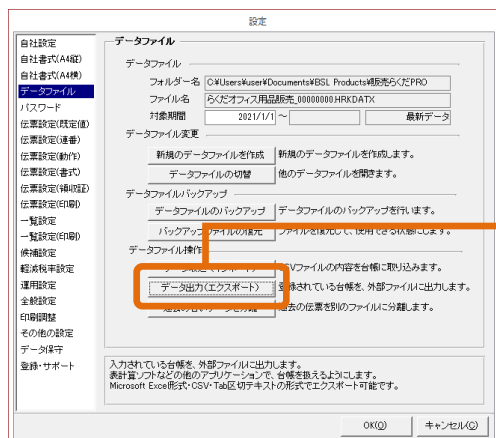 設定
自社設定
自社書式(A4縦)
自社書式(A4横)
データファイル
パスワード
伝票設定(既定値)
伝票設定(連番)
伝票設定(動作)
伝票設定(書式)
伝票設定(領収証)
伝票設定(印刷)
一覧設定
一覧設定(印刷)
候補設定
軽減税率設定
運用設定
全般設定
印刷調整
その他の設定
データ保守
登録・サポート
データファイル
データファイル
フォルダー名 C:¥Users¥user¥Documents¥BSL Products¥販売らくだPRO
ファイル名 らくだオフィス用品販売_00000000.HRKDATX
対象期間 2021/1/1 ～ 最新データ
データファイル変更
新規のデータファイルを作成 新規のデータファイルを作成します。
データファイルの切替 他のデータファイルを開きます。
データファイルバックアップ
データファイルのバックアップ データファイルのバックアップを行います。
バックアップファイルの復元 ファイルを復元して、使用できる状態にします。
データファイル操作
CSVファイルの内容を台帳に取り込みます。
データ出力(エクスポート) 登録されている台帳を、外部ファイルに出力します。
過去の伝票を別のファイルに分離します。
入力されている台帳を、外部ファイルに出力します。
表計算ソフトなどの他のアプリケーションで、台帳を扱えるようにします。
Microsoft Excel形式・CSV・Tab区切テキストの形式でエクスポート可能です。
OK(O) キャンセル(C)